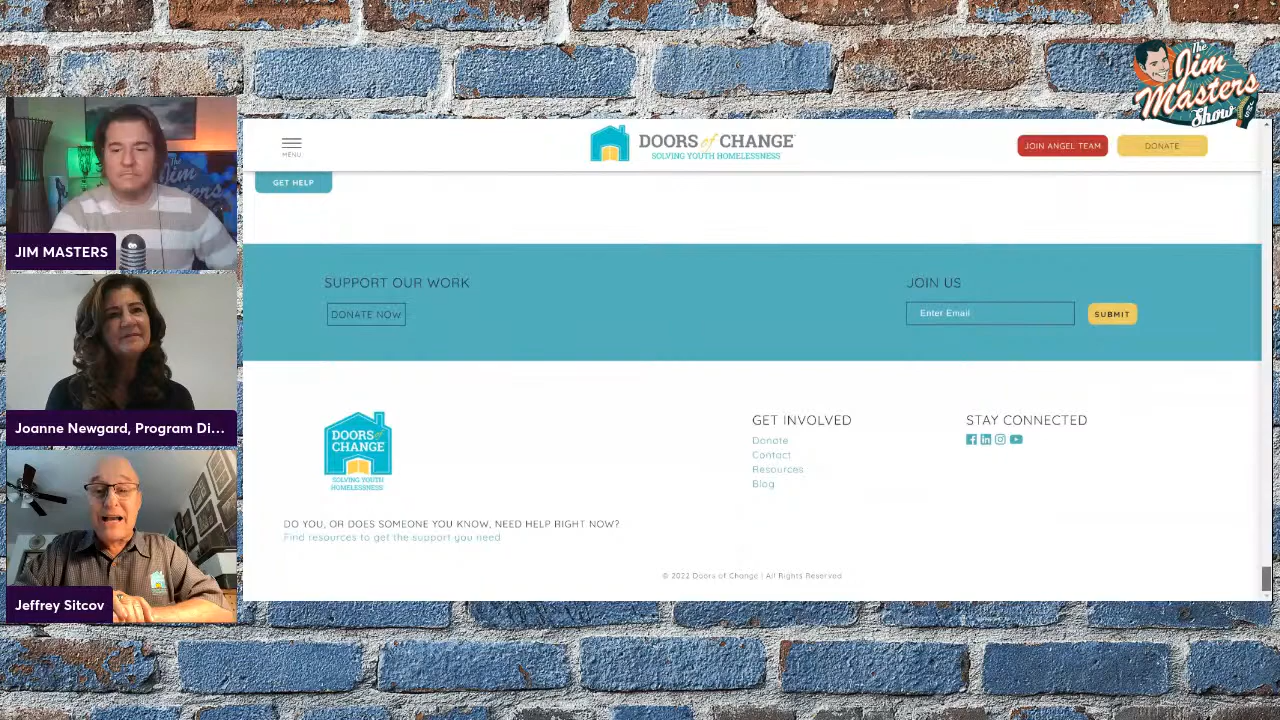 The
Jim
Masters
Show
MENU
DOORS of CHANGE
SOLVING YOUTH HOMELESSNESS
JOIN ANGEL TEAM
DONATE
GET HELP
JIM MASTERS
SUPPORT OUR WORK
DONATE NOW
JOIN US
Enter Email
SUBMIT
Joanne Newgard, Program Di...
DOORS of
CHANGE
SOLVING YOUTH
HOMELESSNESS
GET INVOLVED
Donate
Contact
Resources
Blog
STAY CONNECTED
DO YOU, OR DOES SOMEONE YOU KNOW, NEED HELP RIGHT NOW?
Find resources to get the support you need
© 2022 Doors of Change | All Rights Reserved
Jeffrey Sitcov